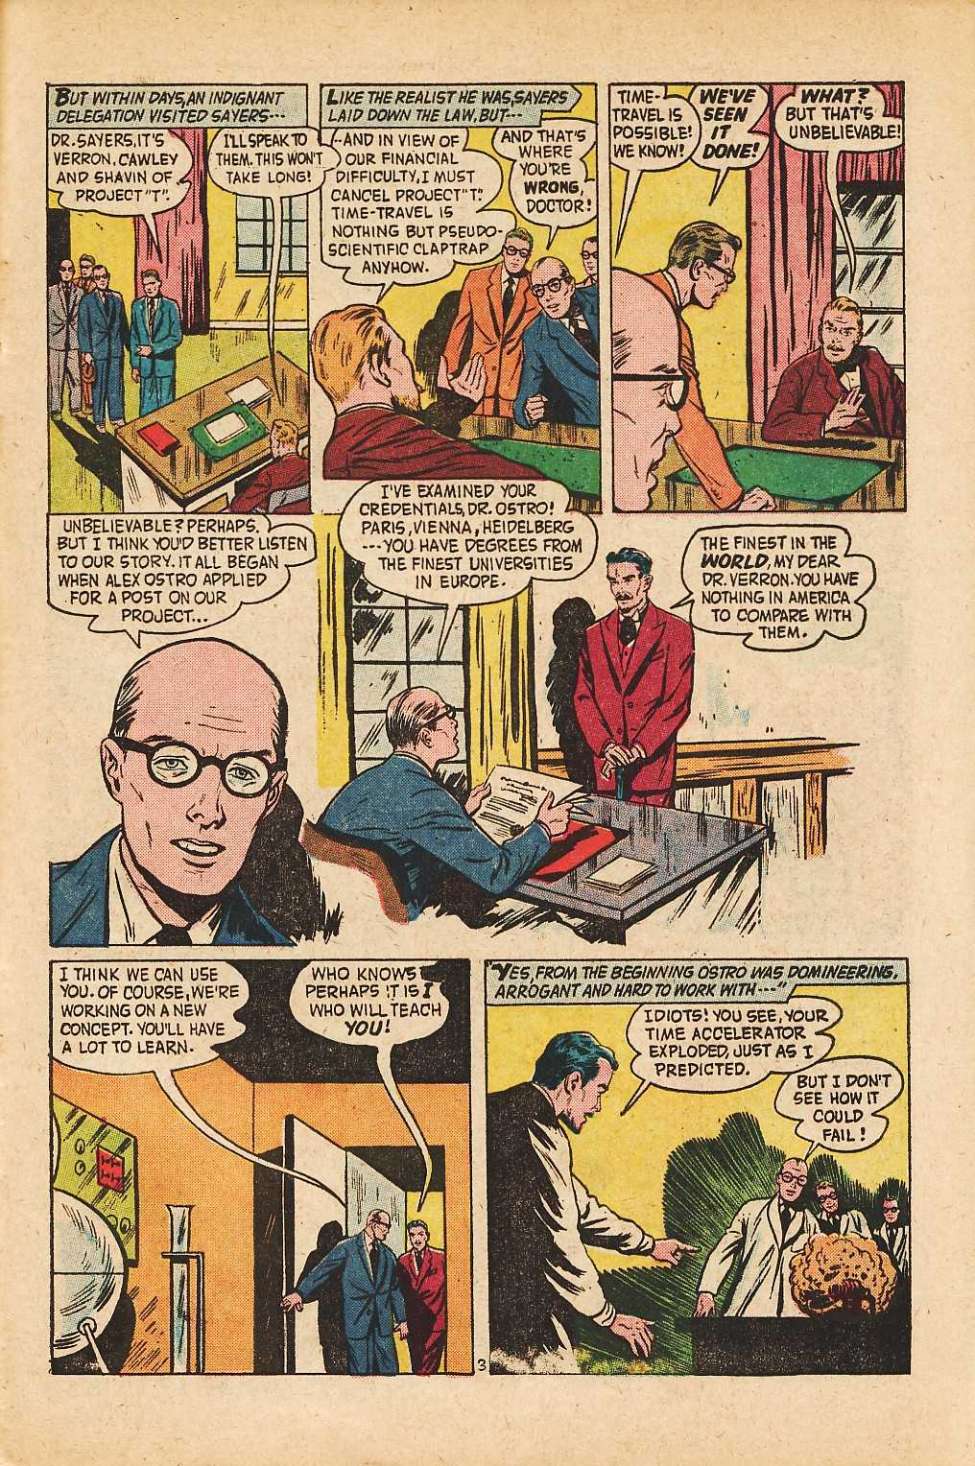 BUT WITHIN DAYS, AN INDIGNANT
DELEGATION VISITED SAYERS---
DR. SAYERS, IT'S
VERRON, CAWLEY
AND SHAVIN OF
PROJECT "T".
I'LL SPEAK TO
THEM. THIS WON'T
TAKE LONG!
LIKE THE REALIST HE WAS, SAYERS
LAID DOWN THE LAW, BUT---
--AND IN VIEW OF
OUR FINANCIAL
DIFFICULTY, I MUST
CANCEL PROJECT "T".
TIME-TRAVEL IS
NOTHING BUT PSEUDO-
SCIENTIFIC CLAPTRAP
ANYHOW.
AND THAT'S
WHERE
YOU'RE
WRONG,
DOCTOR!
TIME-
TRAVEL IS
POSSIBLE!
WE KNOW!
WE'VE
SEEN
IT
DONE!
WHAT?
BUT THAT'S
UNBELIEVABLE!
UNBELIEVABLE? PERHAPS.
BUT I THINK YOU'D BETTER LISTEN
TO OUR STORY. IT ALL BEGAN
WHEN ALEX OSTRO APPLIED
FOR A POST ON OUR
PROJECT...
I'VE EXAMINED YOUR
CREDENTIALS, DR. OSTRO!
PARIS, VIENNA, HEIDELBERG
---YOU HAVE DEGREES FROM
THE FINEST UNIVERSITIES
IN EUROPE.
THE FINEST IN THE
WORLD, MY DEAR
DR. VERRON. YOU HAVE
NOTHING IN AMERICA
TO COMPARE WITH
THEM.
I THINK WE CAN USE
YOU. OF COURSE, WE'RE
WORKING ON A NEW
CONCEPT. YOU'LL HAVE
A LOT TO LEARN.
WHO KNOWS?
PERHAPS IT IS I
WHO WILL TEACH
YOU!
3
"YES, FROM THE BEGINNING OSTRO WAS DOMINEERING,
ARROGANT AND HARD TO WORK WITH---"
IDIOTS! YOU SEE, YOUR
TIME ACCELERATOR
EXPLODED, JUST AS I
PREDICTED.
BUT I DON'T
SEE HOW IT
COULD
FAIL!